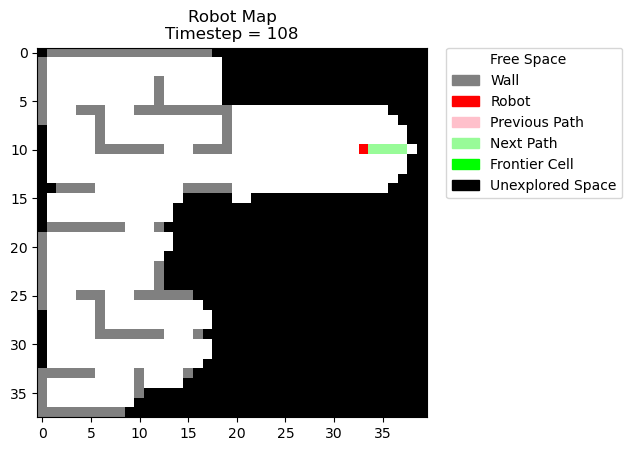 Robot Map
Timestep = 108
0
5
10
15
20
25
30
35
0
5
10
15
20
25
30
35
Free Space
Wall
Robot
Previous Path
Next Path
Frontier Cell
Unexplored Space